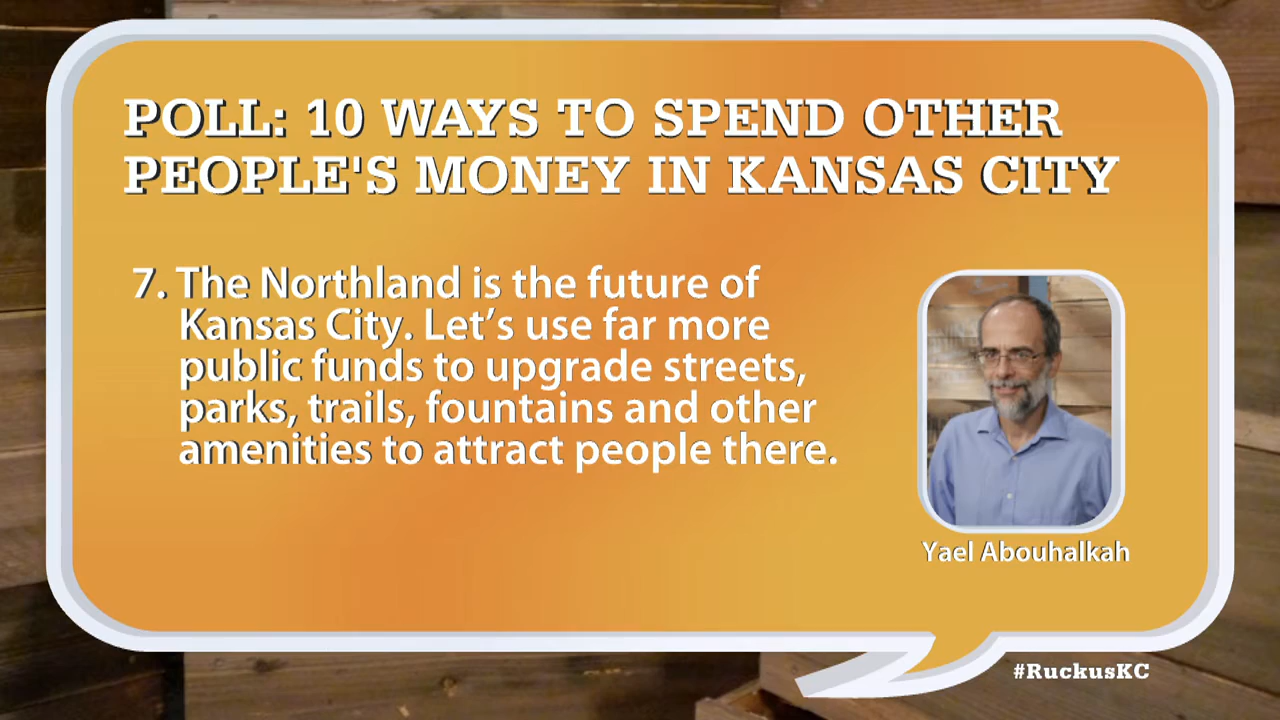 POLL: 10 WAYS TO SPEND OTHER
PEOPLE'S MONEY IN KANSAS CITY
7. The Northland is the future of
Kansas City. Let’s use far more
public funds to upgrade streets,
parks, trails, fountains and other
amenities to attract people there.
Yael Abouhalkah
#RuckusKC